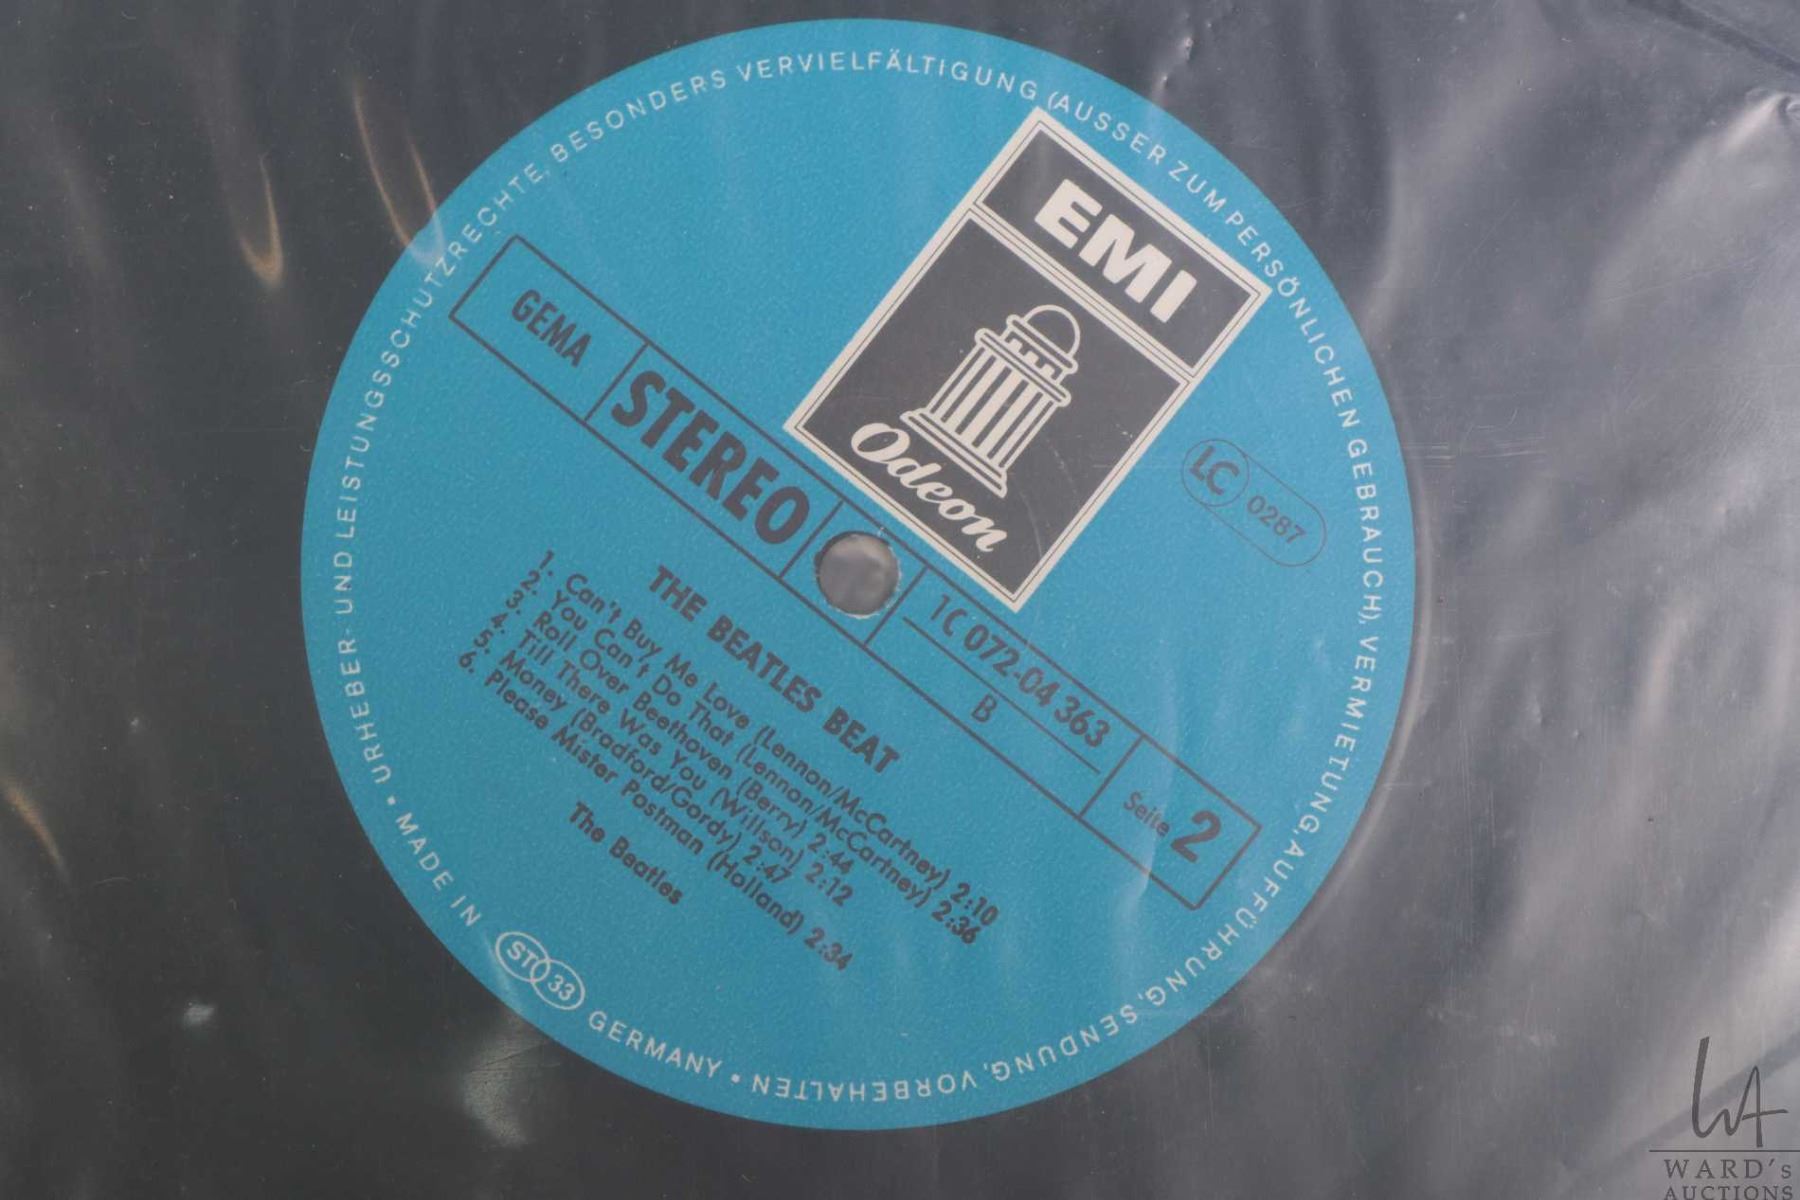 URHEBER- UND LEISTUNGSSCHUTZRECHTE, BESONDERS VERVIELFÄLTIGUNG (AUSSER ZUM PERSÖNLICHEN GEBRAUCH), VERMIETUNG, AUFFÜHRUNG, SENDUNG, VORBEHALTEN •
EMI
Odeon
LC 0287
GEMA
STEREO
1C 072-04 363
B
Seite 2
THE BEATLES BEAT
1. Can't Buy Me Love (Lennon/McCartney) 2:10
2. You Can't Do That (Lennon/McCartney) 2:36
3. Roll Over Beethoven (Berry) 2:44
4. Till There Was You (Willson) 2:12
5. Money (Bradford/Gordy) 2:47
6. Please Mister Postman (Holland) 2:34
The Beatles
• MADE IN ST 33 GERMANY
WA
WARD's
AUCTIONS